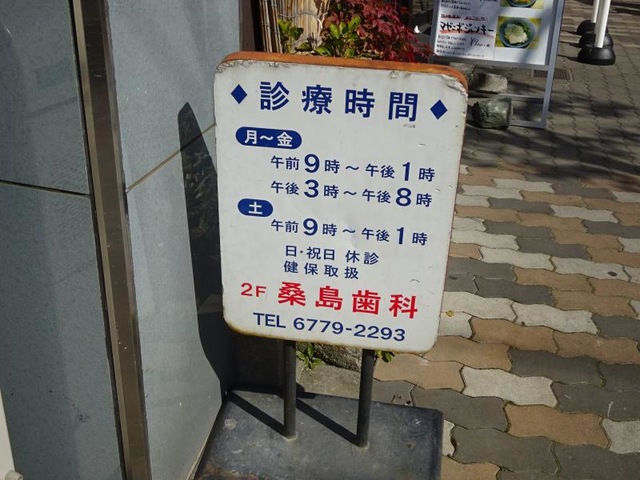 ◆診療時間◆
月～金
午前9時～午後1時
午後3時～午後8時
土
午前9時～午後1時
日・祝日 休診
健保取扱
2F 桑島歯科
TEL 6779-2293